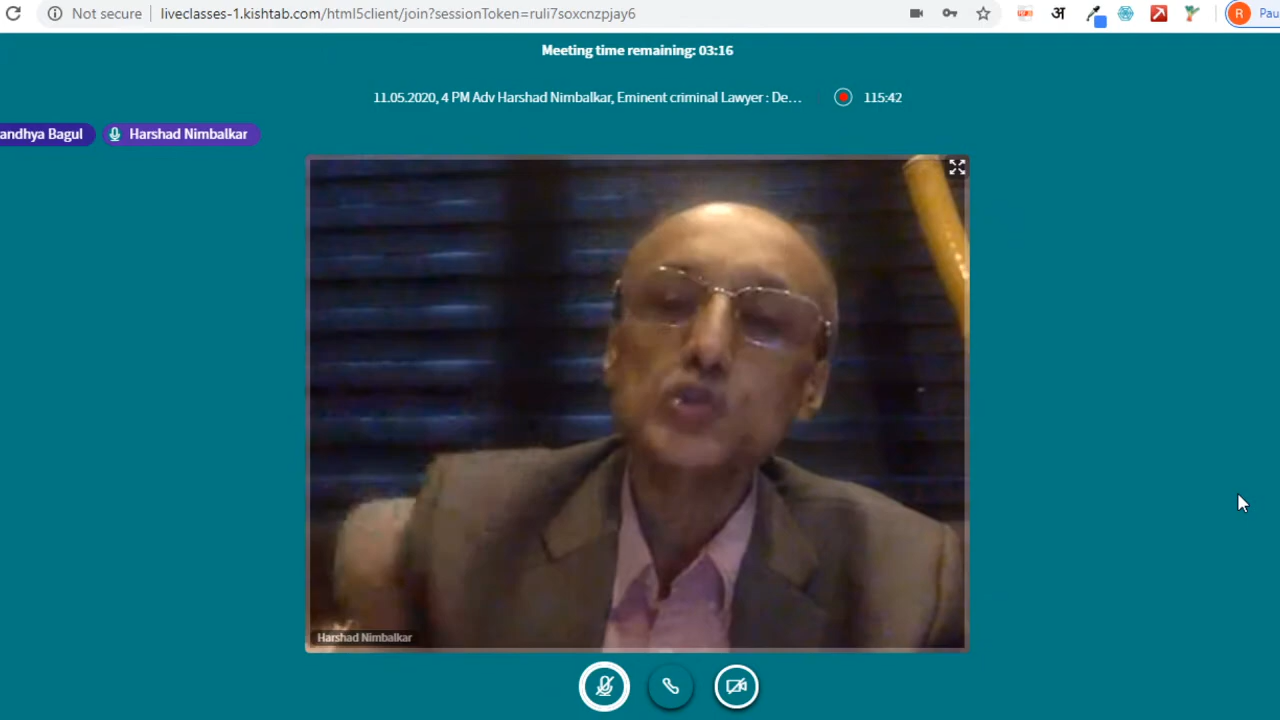 Not secure
liveclasses-1.kishtab.com/html5client/join?sessionToken=ruli7soxcnzpjay6
अ
R
Pau
Meeting time remaining: 03:16
11.05.2020, 4 PM Adv Harshad Nimbalkar, Eminent criminal Lawyer : De...
115:42
andhya Bagul
Harshad Nimbalkar
Harshad Nimbalkar